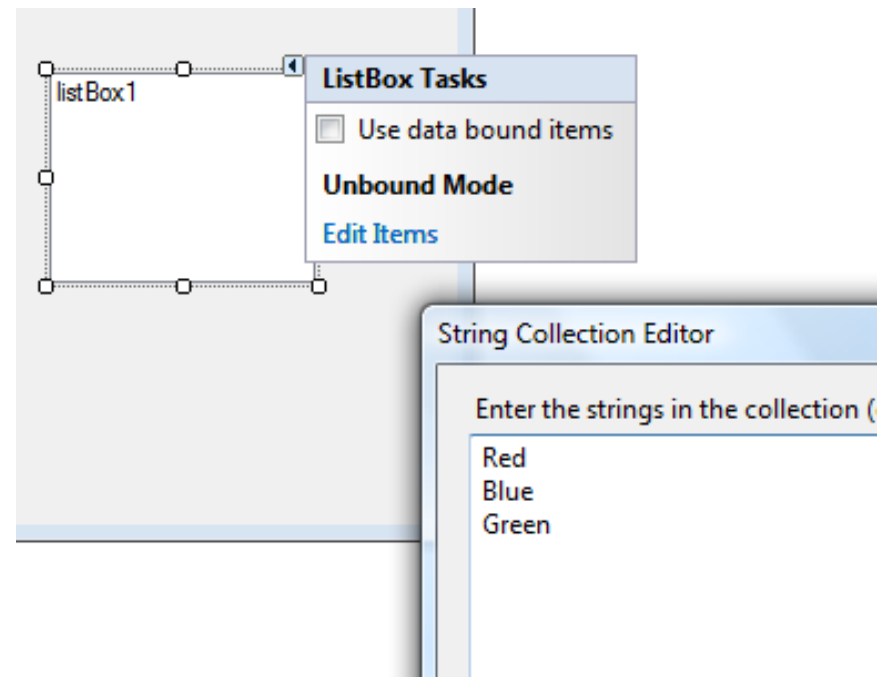 listBox1
ListBox Tasks
Use data bound items
Unbound Mode
Edit Items
String Collection Editor
Enter the strings in the collection (
Red
Blue
Green